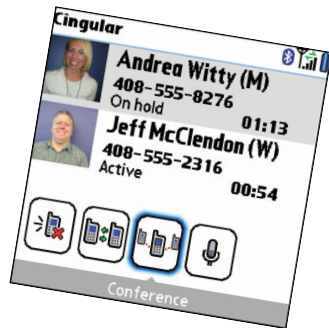 Cingular
Andrea Witty (M)
408-555-8276
On hold 01:13
Jeff McClendon (W)
408-555-2316
Active
00:54
Conference